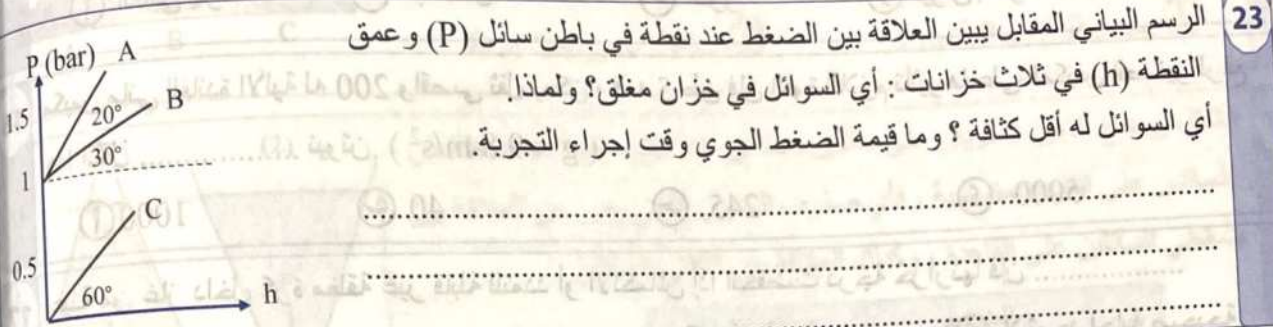 23 الرسم البياني المقابل يبين العلاقة بين الضغط عند نقطة في باطن سائل (P) و عمق
النقطة (h) في ثلاث خزانات : أي السوائل في خزان مغلق؟ ولماذا.
أي السوائل له أقل كثافة ؟ وما قيمة الضغط الجوي وقت إجراء التجربة.
P (bar)
A
B
1.5
20°
30°
1
C
0.5
60°
h